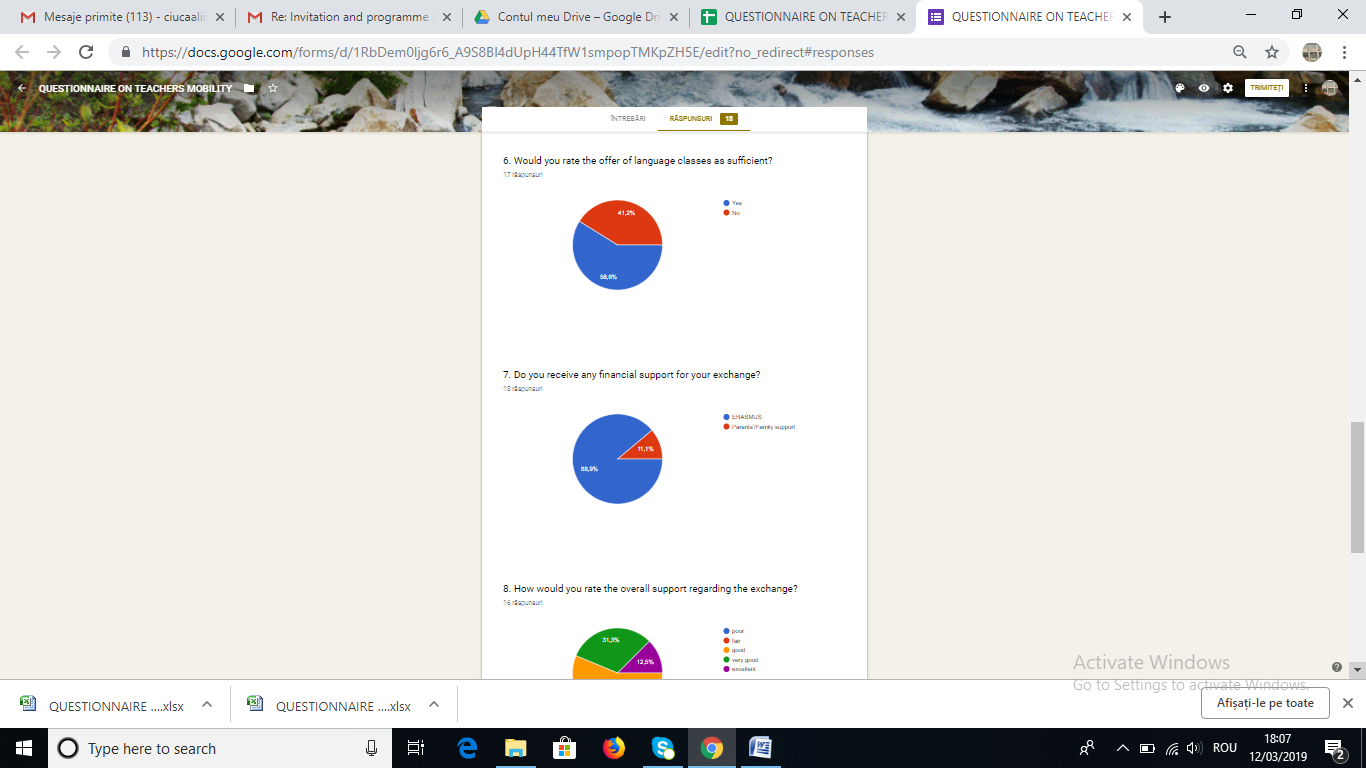 Mesaje primite (113) - ciucaalin
Re: Invitation and programme
Contul meu Drive – Google Dri
QUESTIONNAIRE ON TEACHER
QUESTIONNAIRE ON TEACHER
https://docs.google.com/forms/d/1RbDem0ljg6r6_A9S8Bl4dUpH44TfW1smpopTMKpZH5E/edit?no_redirect#responses
QUESTIONNAIRE ON TEACHERS MOBILITY
TRIMITEȚI
ÎNTREBĂRI
RĂSPUNSURI 18
6. Would you rate the offer of language classes as sufficient?
17 răspunsuri
Yes
No
41,2%
58,8%
7. Do you receive any financial support for your exchange?
18 răspunsuri
ERASMUS
Parents'/Family support
11,1%
88,9%
8. How would you rate the overall support regarding the exchange?
16 răspunsuri
pour
fair
good
very good
excellent
31,3%
12,5%
Activate Windows
Go to Settings to activate Windows.
QUESTIONNAIRE ....xlsx
QUESTIONNAIRE ....xlsx
Afișați-le pe toate
Type here to search
ROU
18:07
12/03/2019
2